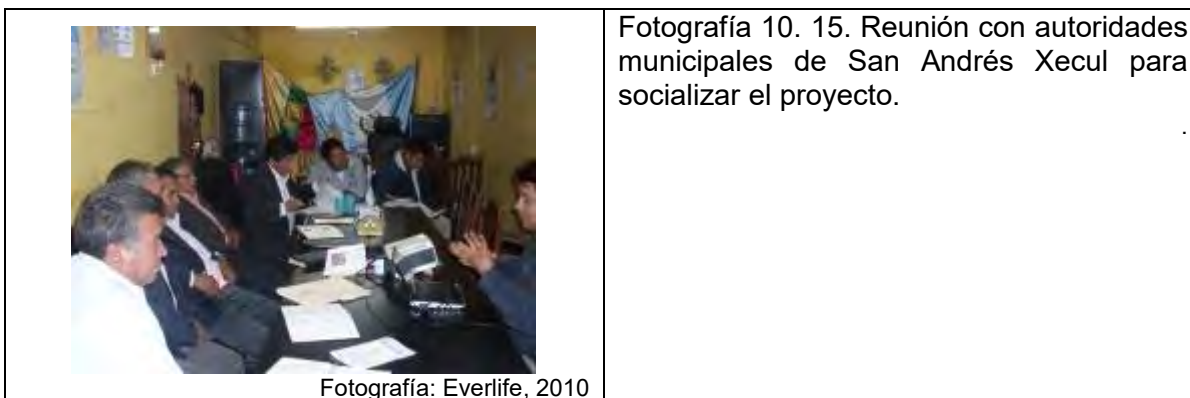 Fotografía 10. 15. Reunión con autoridades
municipales de San Andrés Xecul para
socializar el proyecto.
.
Fotografía: Everlife, 2010